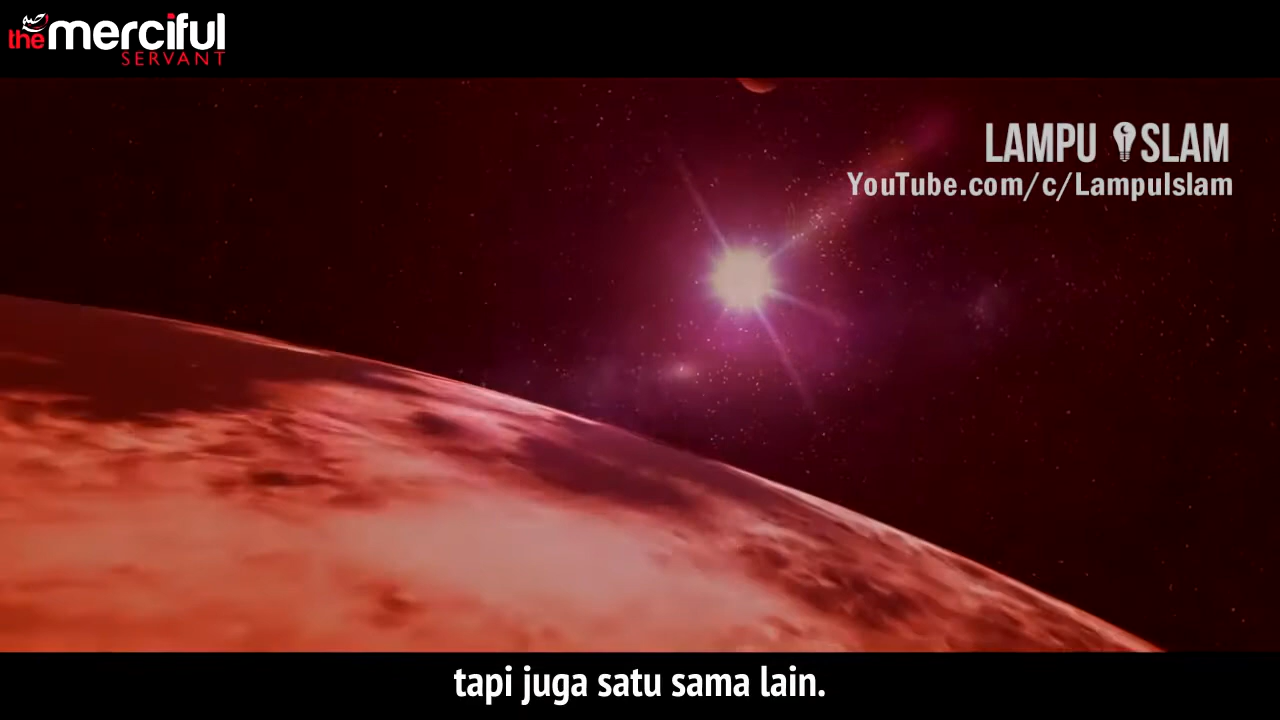 the merciful
SERVANT
LAMPU ISLAM
YouTube.com/c/LampuIslam
tapi juga satu sama lain.